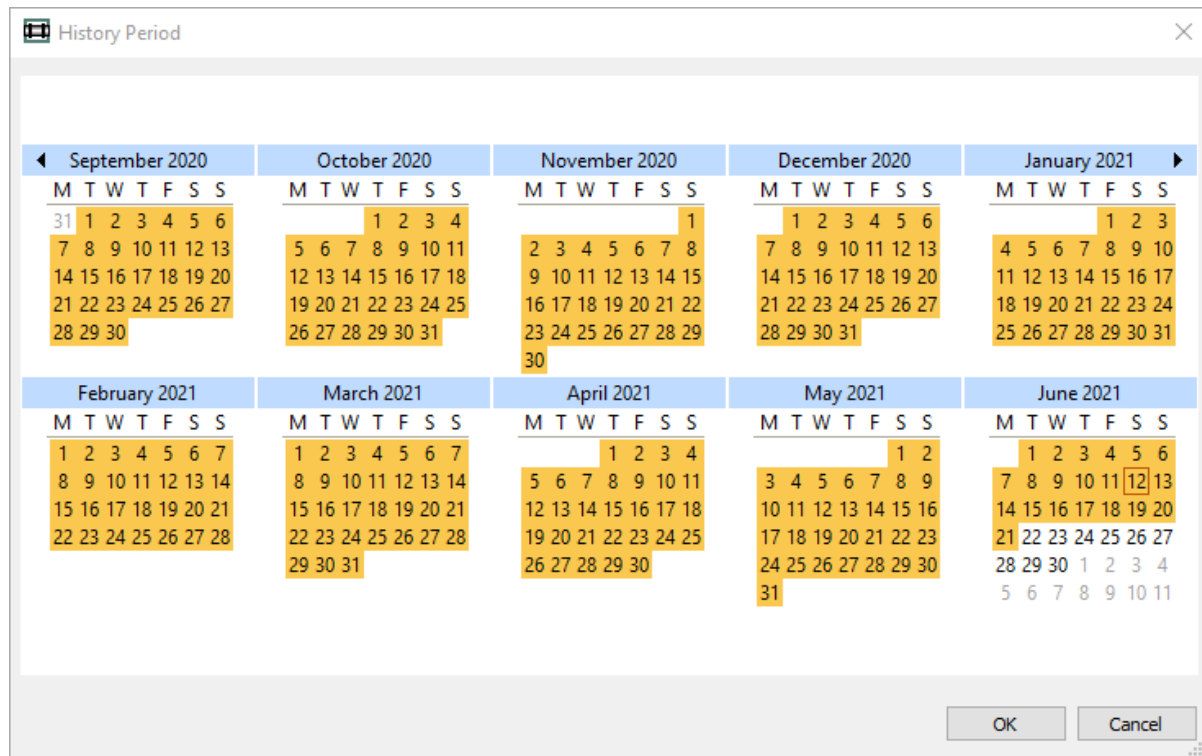 History Period
September 2020 October 2020 November 2020 December 2020 January 2021
M T W T F S S M T W T F S S M T W T F S S M T W T F S S M T W T F S S
31 1 2 3 4 5 6 1 2 3 4 1 1 2 3 4 5 6 1 2 3
7 8 9 10 11 12 13 5 6 7 8 9 10 11 2 3 4 5 6 7 8 7 8 9 10 11 12 13 4 5 6 7 8 9 10
14 15 16 17 18 19 20 12 13 14 15 16 17 18 9 10 11 12 13 14 15 14 15 16 17 18 19 20 11 12 13 14 15 16 17
21 22 23 24 25 26 27 19 20 21 22 23 24 25 16 17 18 19 20 21 22 21 22 23 24 25 26 27 18 19 20 21 22 23 24
28 29 30 26 27 28 29 30 31 23 24 25 26 27 28 29 28 29 30 31 25 26 27 28 29 30 31
30
February 2021 March 2021 April 2021 May 2021 June 2021
M T W T F S S M T W T F S S M T W T F S S M T W T F S S M T W T F S S
1 2 3 4 5 6 7 1 2 3 4 5 6 7 1 2 3 4 1 2 1 2 3 4 5 6
8 9 10 11 12 13 14 8 9 10 11 12 13 14 5 6 7 8 9 10 11 3 4 5 6 7 8 9 7 8 9 10 11 12 13
15 16 17 18 19 20 21 15 16 17 18 19 20 21 12 13 14 15 16 17 18 10 11 12 13 14 15 16 14 15 16 17 18 19 20
22 23 24 25 26 27 28 22 23 24 25 26 27 28 19 20 21 22 23 24 25 17 18 19 20 21 22 23 21 22 23 24 25 26 27
29 30 31 26 27 28 29 30 24 25 26 27 28 29 30 28 29 30 1 2 3 4
31 5 6 7 8 9 10 11
OK Cancel